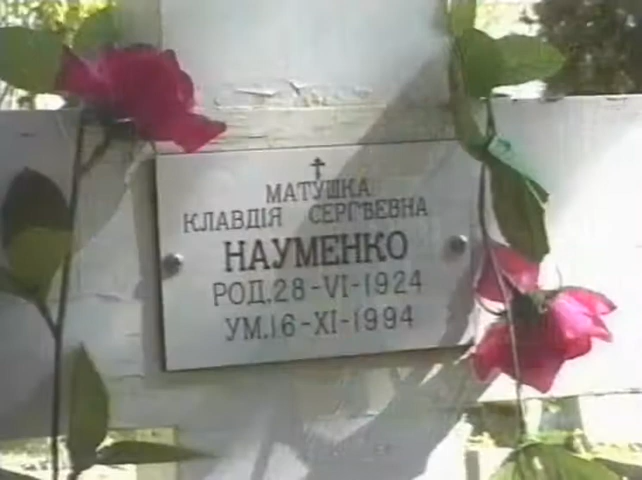 МАТУШКА
КЛАВДІЯ СЕРГѢЕВНА
НАУМЕНКО
РОД.28-VI-1924
УМ.16-XI-1994